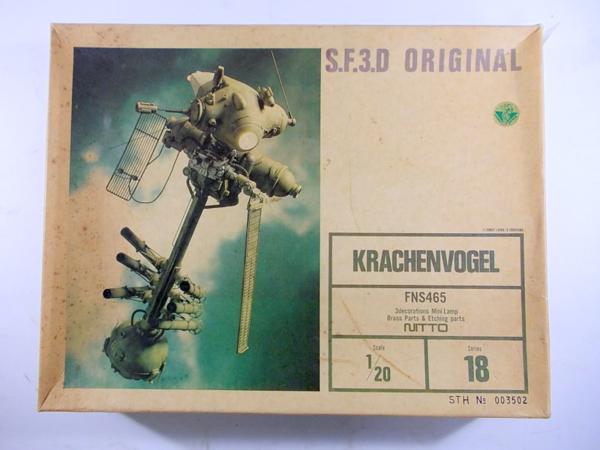 S.F.3.D ORIGINAL
KRACHENVOGEL
FNS465
3decorations Mini Lamp
Brass Parts & Etching parts
NITTO
Scale
1/20
Series
18
STH No 003502